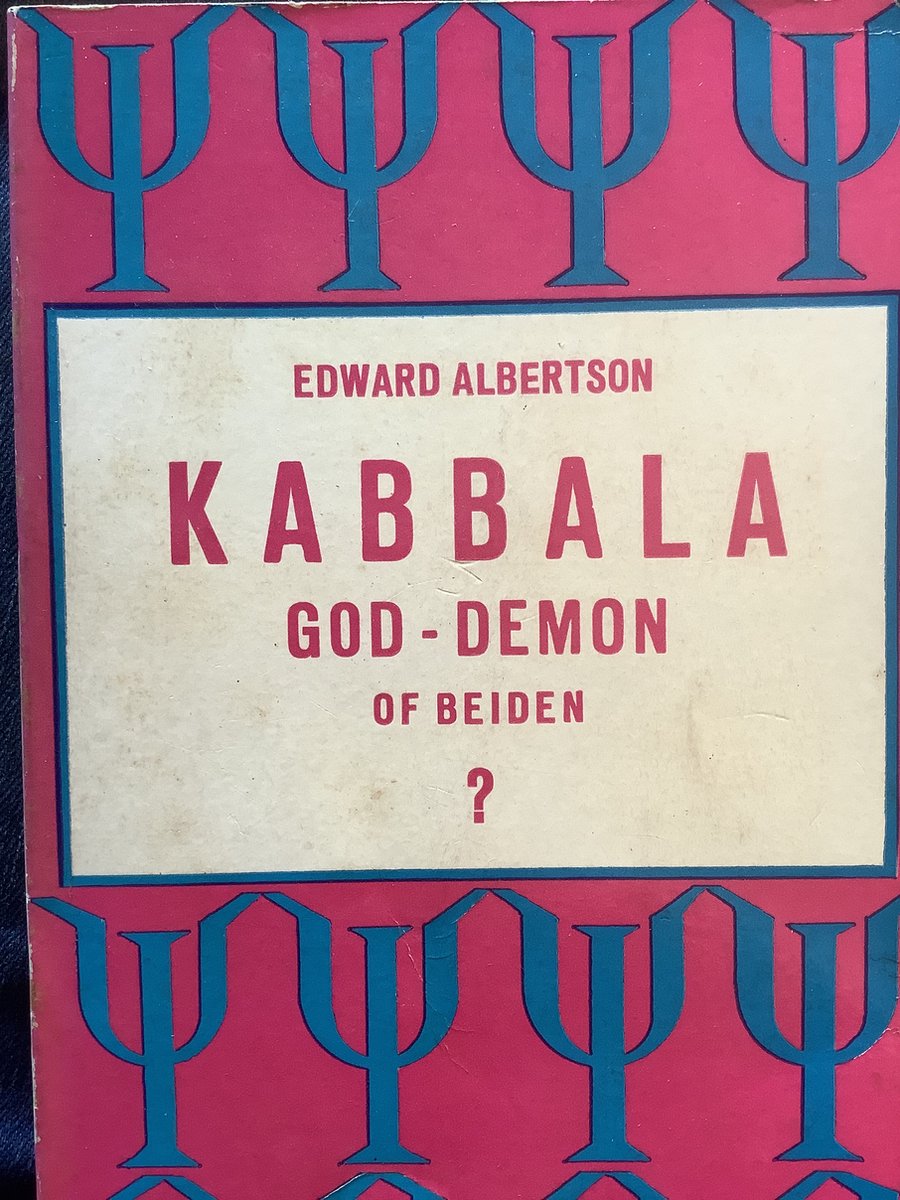 EDWARD ALBERTSON
KABBALA
GOD - DEMON
OF BEIDEN
?